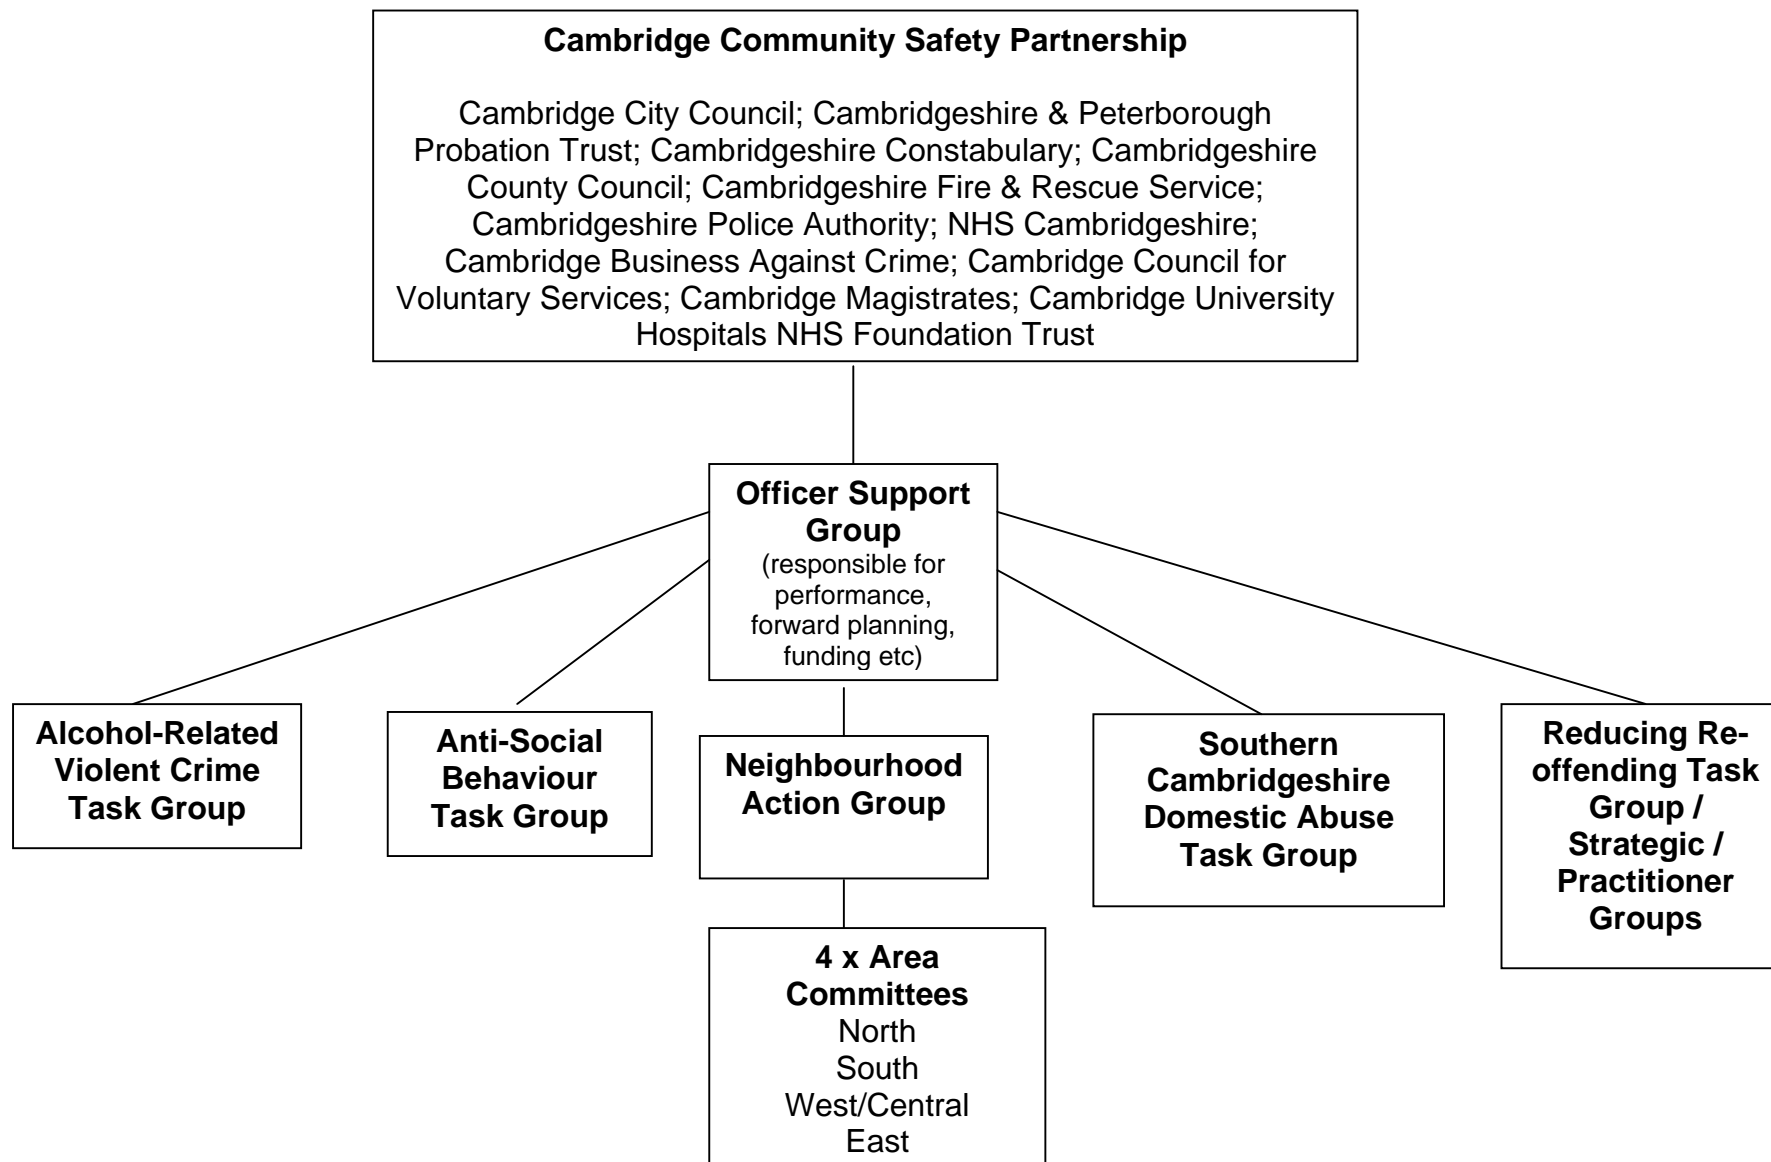 Cambridge Community Safety Partnership
Cambridge City Council; Cambridgeshire & Peterborough
Probation Trust; Cambridgeshire Constabulary; Cambridgeshire
County Council; Cambridgeshire Fire & Rescue Service;
Cambridgeshire Police Authority; NHS Cambridgeshire;
Cambridge Business Against Crime; Cambridge Council for
Voluntary Services; Cambridge Magistrates; Cambridge University
Hospitals NHS Foundation Trust
Officer Support
Group
(responsible for
performance,
forward planning,
funding etc)
Alcohol-Related
Violent Crime
Task Group
Anti-Social
Behaviour
Task Group
Neighbourhood
Action Group
Southern
Cambridgeshire
Domestic Abuse
Task Group
Reducing Re-
offending Task
Group /
Strategic /
Practitioner
Groups
4 x Area
Committees
North
South
West/Central
East